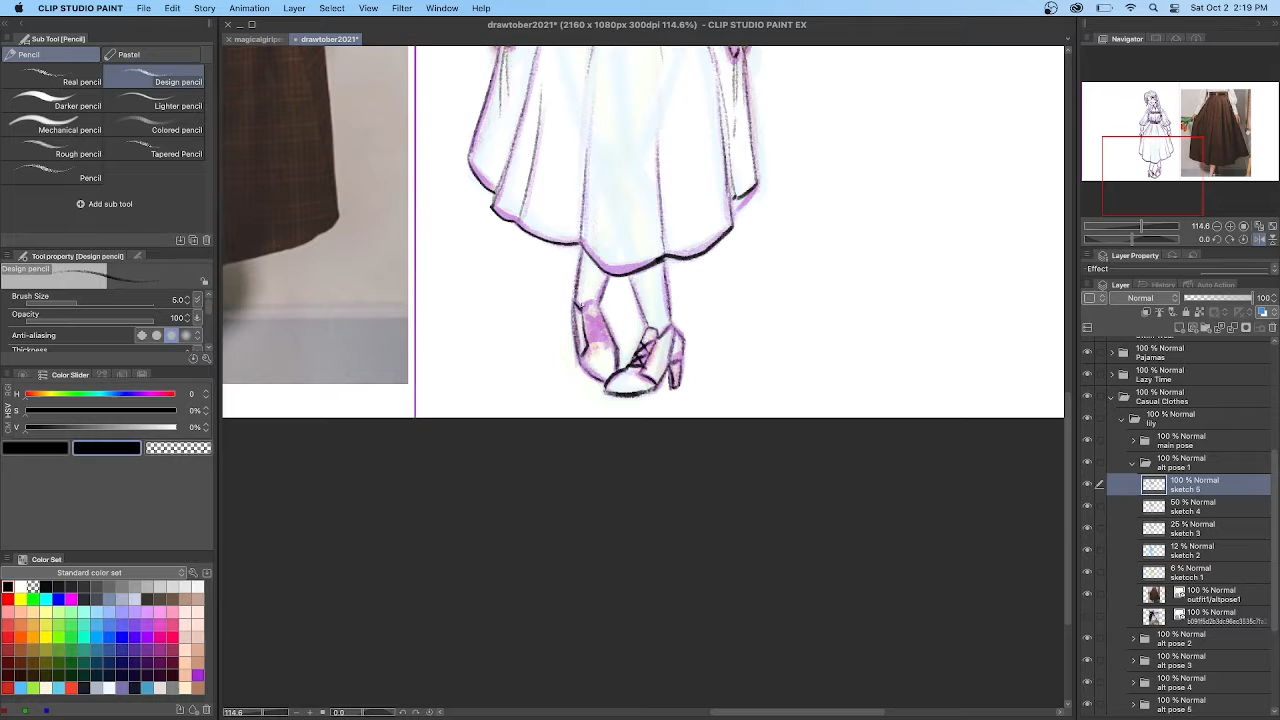 CLIP STUDIO PAINT File Edit Story Animation Layer Select View Filter Window Help Sat Oct 2 2:19 PM
drawtober2021* (2160 x 1080px 300dpi 114.6%) - CLIP STUDIO PAINT EX
Sub Tool [Pencil]
magicalgirlpe
drawtober2021*
Navigator
Pencil
Pastel
Real pencil
Design pencil
Darker pencil
Lighter pencil
Mechanical pencil
Colored pencil
Rough pencil
Tapered Pencil
Pencil
Add sub tool
Tool property [Design pencil]
Design pencil
Brush Size 5.0
Opacity
Anti-aliasing
Thickness
Color Slider
H 0
S 0%
V 0%
Color Set
Standard color set
114.6
0.0
114.6
0.0
Layer Property
Effect
Layer History Auto Action
Normal 100
Pajamas
100 % Normal
Lazy Time
100 % Normal
Casual Clothes
100 % Normal
lily
100 % Normal
main pose
100 % Normal
alt pose 1
100 % Normal
sketch 5
50 % Normal
sketch 4
25 % Normal
sketch 3
12 % Normal
sketch 2
6 % Normal
sketch 1
100 % Normal
outfit1/altpose1
100 % Normal
100 % Normal
alt pose 2
100 % Normal
alt pose 3
100 % Normal
alt pose 4
100 % Normal
alt pose 5